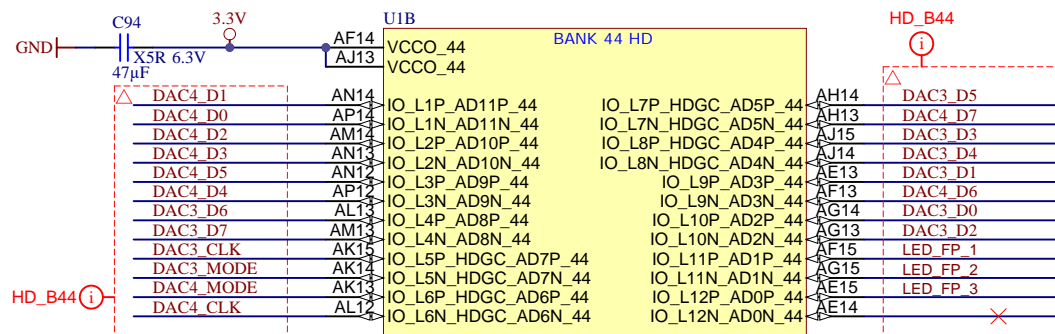 C94
3.3V
U1B
HD_B44
GND
AF14
VCCO_44
BANK 44 HD
i
X5R 6.3V
AJ13
VCCO_44
47µF
DAC4_D1 AN14 IO_L1P_AD11P_44 IO_L7P_HDGC_AD5P_44 AH14 DAC3_D5
DAC4_D0 AP14 IO_L1N_AD11N_44 IO_L7N_HDGC_AD5N_44 AH13 DAC4_D7
DAC4_D2 AM14 IO_L2P_AD10P_44 IO_L8P_HDGC_AD4P_44 AJ15 DAC3_D3
DAC4_D3 AN13 IO_L2N_AD10N_44 IO_L8N_HDGC_AD4N_44 AJ14 DAC3_D4
DAC4_D5 AN12 IO_L3P_AD9P_44 IO_L9P_AD3P_44 AE13 DAC3_D1
DAC4_D4 AP12 IO_L3N_AD9N_44 IO_L9N_AD3N_44 AF13 DAC4_D6
DAC3_D6 AL13 IO_L4P_AD8P_44 IO_L10P_AD2P_44 AG14 DAC3_D0
DAC3_D7 AM13 IO_L4N_AD8N_44 IO_L10N_AD2N_44 AG13 DAC3_D2
DAC3_CLK AK15 IO_L5P_HDGC_AD7P_44 IO_L11P_AD1P_44 AF15 LED_FP_1
DAC3_MODE AK14 IO_L5N_HDGC_AD7N_44 IO_L11N_AD1N_44 AG15 LED_FP_2
DAC4_MODE AK13 IO_L6P_HDGC_AD6P_44 IO_L12P_AD0P_44 AE15 LED_FP_3
HD_B44 i
DAC4_CLK AL12 IO_L6N_HDGC_AD6N_44 IO_L12N_AD0N_44 AE14